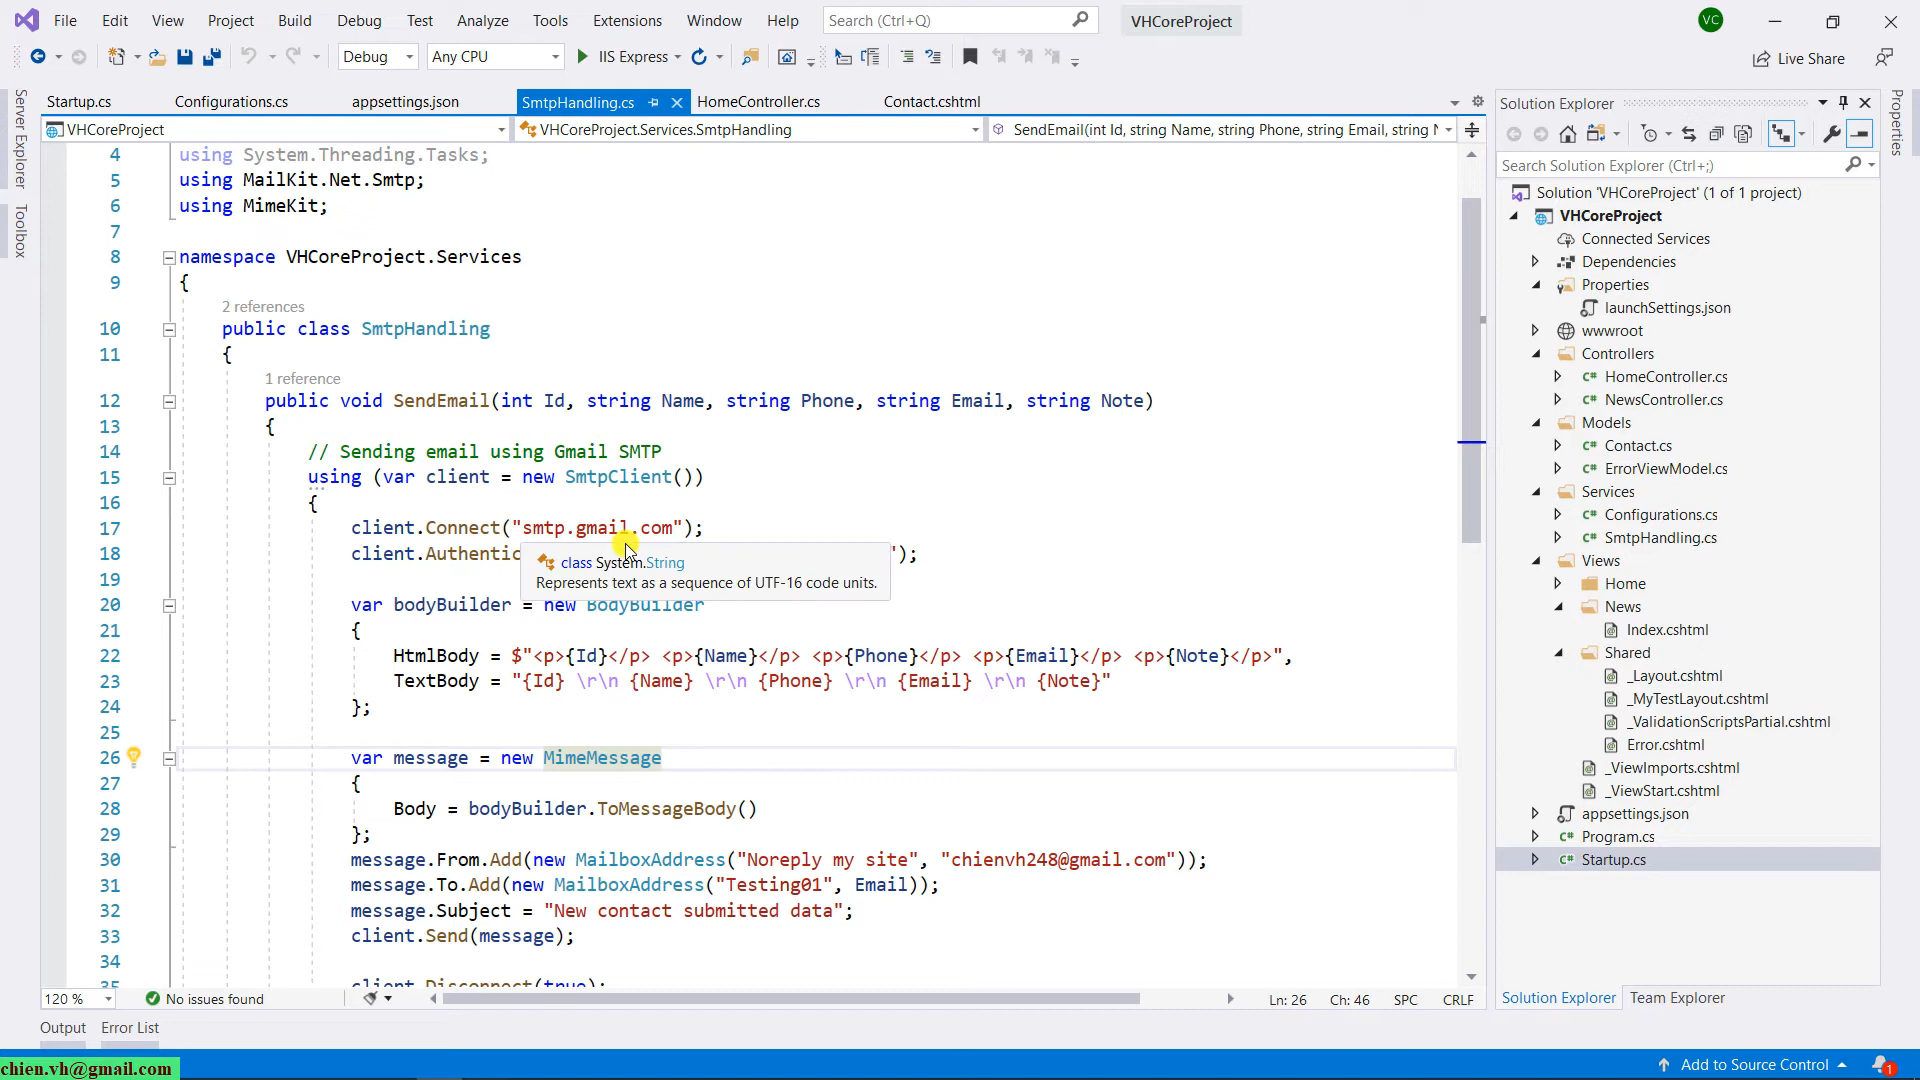 File Edit View Project Build Debug Test Analyze Tools Extensions Window Help Search (Ctrl+Q) VHCoreProject VC
Debug Any CPU IIS Express Live Share
Startup.cs Configurations.cs appsettings.json SmtpHandling.cs HomeController.cs Contact.cshtml
VHCoreProject VHCoreProject.Services.SmtpHandling SendEmail(int Id, string Name, string Phone, string Email, string N
4 using System.Threading.Tasks;
5 using MailKit.Net.Smtp;
6 using MimeKit;
7
8 namespace VHCoreProject.Services
9 {
2 references
10 public class SmtpHandling
11 {
1 reference
12 public void SendEmail(int Id, string Name, string Phone, string Email, string Note)
13 {
14 // Sending email using Gmail SMTP
15 using (var client = new SmtpClient())
16 {
17 client.Connect("smtp.gmail.com");
18 client.Authentic ");
class System.String
Represents text as a sequence of UTF-16 code units.
19
20 var bodyBuilder = new BodyBuilder
21 {
22 HtmlBody = $"<p>{Id}</p> <p>{Name}</p> <p>{Phone}</p> <p>{Email}</p> <p>{Note}</p>",
23 TextBody = "{Id} \r\n {Name} \r\n {Phone} \r\n {Email} \r\n {Note}"
24 };
25
26 var message = new MimeMessage
27 {
28 Body = bodyBuilder.ToMessageBody()
29 };
30 message.From.Add(new MailboxAddress("Noreply my site", "chienvh248@gmail.com"));
31 message.To.Add(new MailboxAddress("Testing01", Email));
32 message.Subject = "New contact submitted data";
33 client.Send(message);
34
35 client.Disconnect(true);
120 % No issues found Ln: 26 Ch: 46 SPC CRLF
Output Error List
Server Explorer
Toolbox
Solution Explorer
Search Solution Explorer (Ctrl+;)
Solution 'VHCoreProject' (1 of 1 project)
VHCoreProject
Connected Services
Dependencies
Properties
launchSettings.json
wwwroot
Controllers
HomeController.cs
NewsController.cs
Models
Contact.cs
ErrorViewModel.cs
Services
Configurations.cs
SmtpHandling.cs
Views
Home
News
Index.cshtml
Shared
_Layout.cshtml
_MyTestLayout.cshtml
_ValidationScriptsPartial.cshtml
Error.cshtml
_ViewImports.cshtml
_ViewStart.cshtml
appsettings.json
Program.cs
Startup.cs
Solution Explorer Team Explorer
Properties
chien.vh@gmail.com
Add to Source Control 1